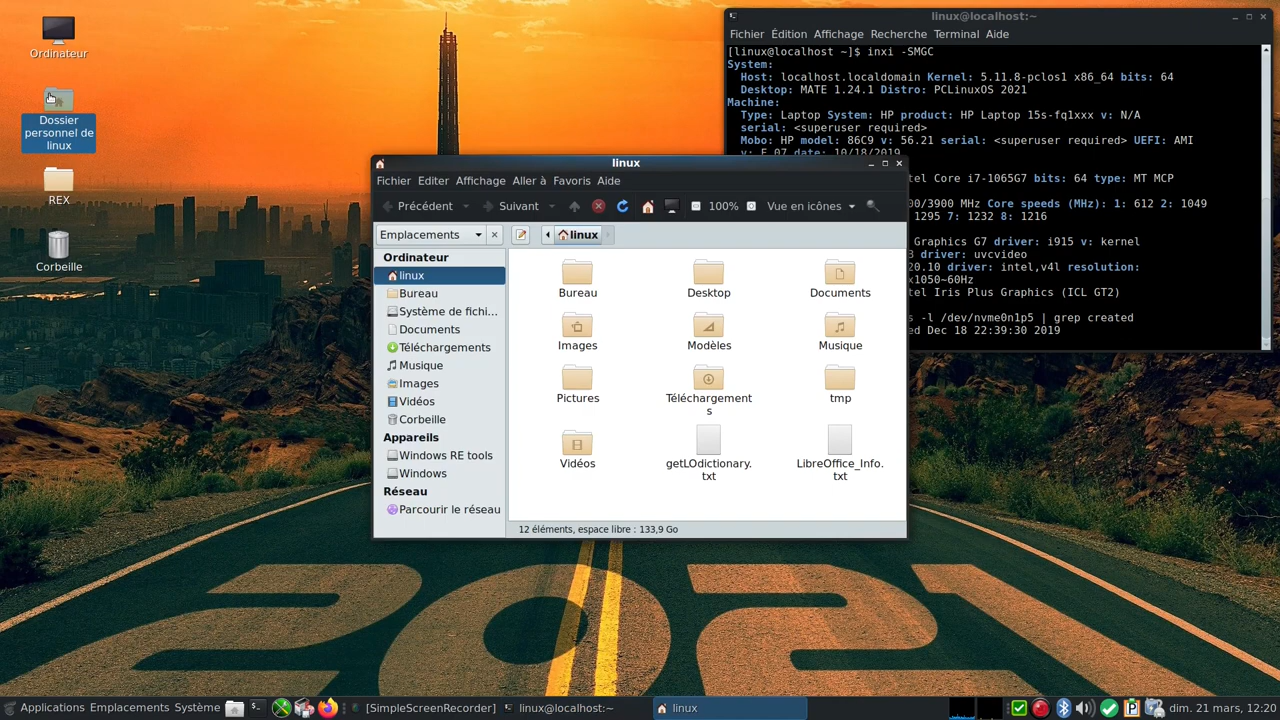 Ordinateur
Dossier
personnel de
linux
REX
Corbeille
linux@localhost:~
Fichier Édition Affichage Recherche Terminal Aide
[linux@localhost ~]$ inxi -SMGC
System:
Host: localhost.localdomain Kernel: 5.11.8-pclos1 x86_64 bits: 64
Desktop: MATE 1.24.1 Distro: PCLinuxOS 2021
Machine:
Type: Laptop System: HP product: HP Laptop 15s-fq1xxx v: N/A
serial: <superuser required>
Mobo: HP model: 86C9 v: 56.21 serial: <superuser required> UEFI: AMI
v: F.07 date: 10/18/2019
tel Core i7-1065G7 bits: 64 type: MT MCP
00/3900 MHz Core speeds (MHz): 1: 612 2: 1049
1295 7: 1232 8: 1216
Graphics G7 driver: i915 v: kernel
driver: uvcvideo
20.10 driver: intel,v4l resolution:
x1050~60Hz
tel Iris Plus Graphics (ICL GT2)
s -l /dev/nvme0n1p5 | grep created
ed Dec 18 22:39:30 2019
linux
Fichier Editer Affichage Aller à Favoris Aide
Précédent Suivant 100% Vue en icônes
Emplacements linux
Ordinateur
linux
Bureau
Système de fichi...
Documents
Téléchargements
Musique
Images
Vidéos
Corbeille
Appareils
Windows RE tools
Windows
Réseau
Parcourir le réseau
Bureau Desktop Documents
Images Modèles Musique
Pictures Téléchargement
s tmp
Vidéos getLOdictionary.
txt LibreOffice_Info.
txt
12 éléments, espace libre : 133,9 Go
2021
Applications Emplacements Système [SimpleScreenRecorder] linux@localhost:~ linux dim. 21 mars, 12:20